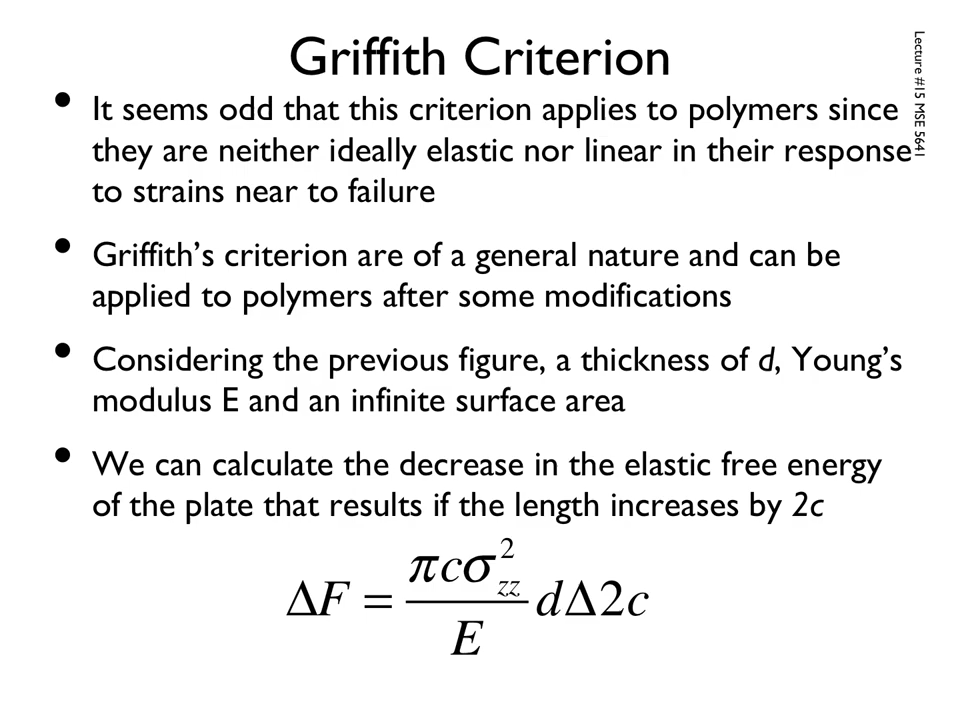 Griffith Criterion
Lecture #15 MSE 5641
• It seems odd that this criterion applies to polymers since
they are neither ideally elastic nor linear in their response
to strains near to failure
• Griffith’s criterion are of a general nature and can be
applied to polymers after some modifications
• Considering the previous figure, a thickness of d, Young’s
modulus E and an infinite surface area
• We can calculate the decrease in the elastic free energy
of the plate that results if the length increases by 2c
ΔF = \frac{πcσ_{zz}^{2}}{E} dΔ2c